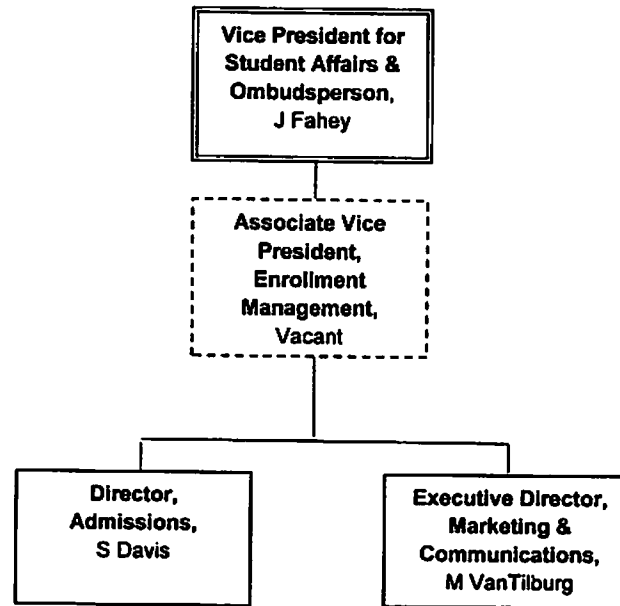 Vice President for
Student Affairs &
Ombudsperson,
J Fahey
Associate Vice
President,
Enrollment
Management,
Vacant
Director,
Admissions,
S Davis
Executive Director,
Marketing &
Communications,
M VanTilburg